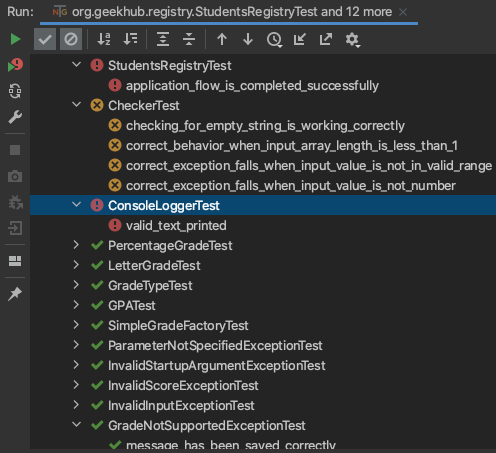 Run: NG org.geekhub.registry.StudentsRegistryTest and 12 more ×
StudentsRegistryTest
application_flow_is_completed_successfully
CheckerTest
checking_for_empty_string_is_working_correctly
correct_behavior_when_input_array_length_is_less_than_1
correct_exception_falls_when_input_value_is_not_in_valid_range
correct_exception_falls_when_input_value_is_not_number
ConsoleLoggerTest
valid_text_printed
PercentageGradeTest
LetterGradeTest
GradeTypeTest
GPATest
SimpleGradeFactoryTest
ParameterNotSpecifiedExceptionTest
InvalidStartupArgumentExceptionTest
InvalidScoreExceptionTest
InvalidInputExceptionTest
GradeNotSupportedExceptionTest
message_has_been_saved_correctly